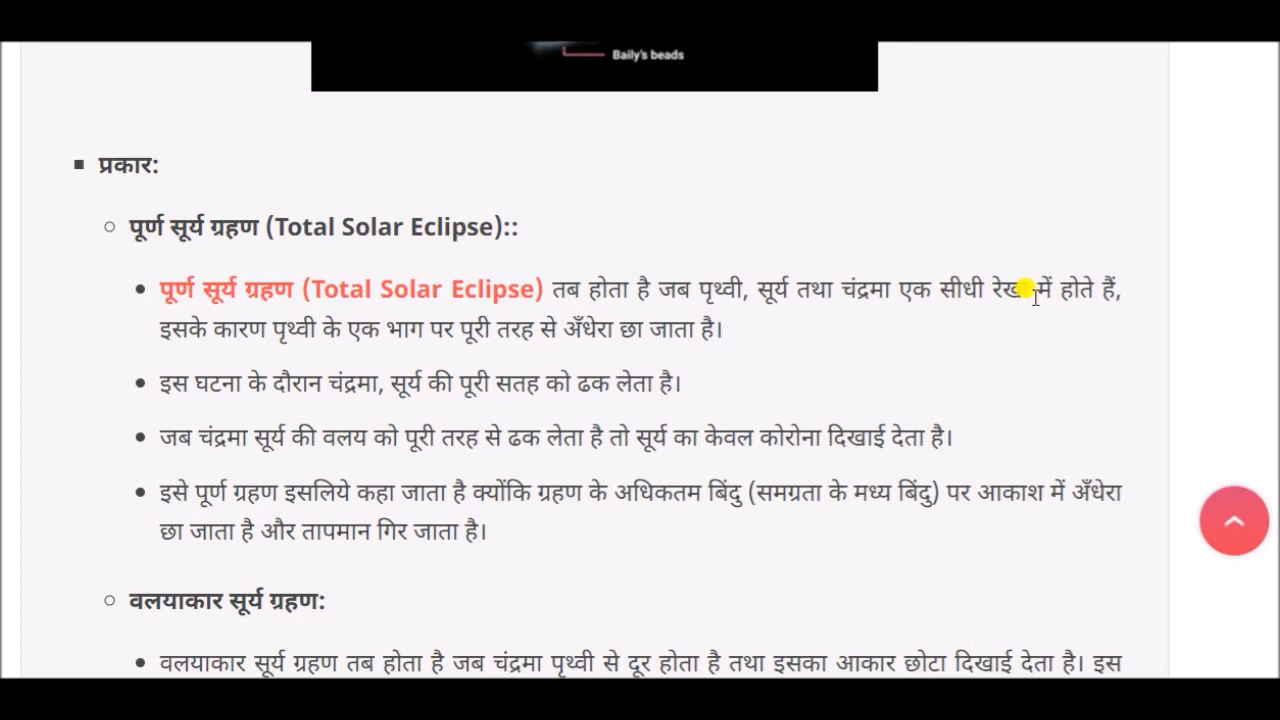 Baily's beads
प्रकार:
पूर्ण सूर्य ग्रहण (Total Solar Eclipse)::
पूर्ण सूर्य ग्रहण (Total Solar Eclipse) तब होता है जब पृथ्वी, सूर्य तथा चंद्रमा एक सीधी रेखा में होते हैं,
इसके कारण पृथ्वी के एक भाग पर पूरी तरह से अँधेरा छा जाता है।
इस घटना के दौरान चंद्रमा, सूर्य की पूरी सतह को ढक लेता है।
जब चंद्रमा सूर्य की वलय को पूरी तरह से ढक लेता है तो सूर्य का केवल कोरोना दिखाई देता है।
इसे पूर्ण ग्रहण इसलिये कहा जाता है क्योंकि ग्रहण के अधिकतम बिंदु (समग्रता के मध्य बिंदु) पर आकाश में अँधेरा
छा जाता है और तापमान गिर जाता है।
वलयाकार सूर्य ग्रहण:
वलयाकार सूर्य ग्रहण तब होता है जब चंद्रमा पृथ्वी से दूर होता है तथा इसका आकार छोटा दिखाई देता है। इस